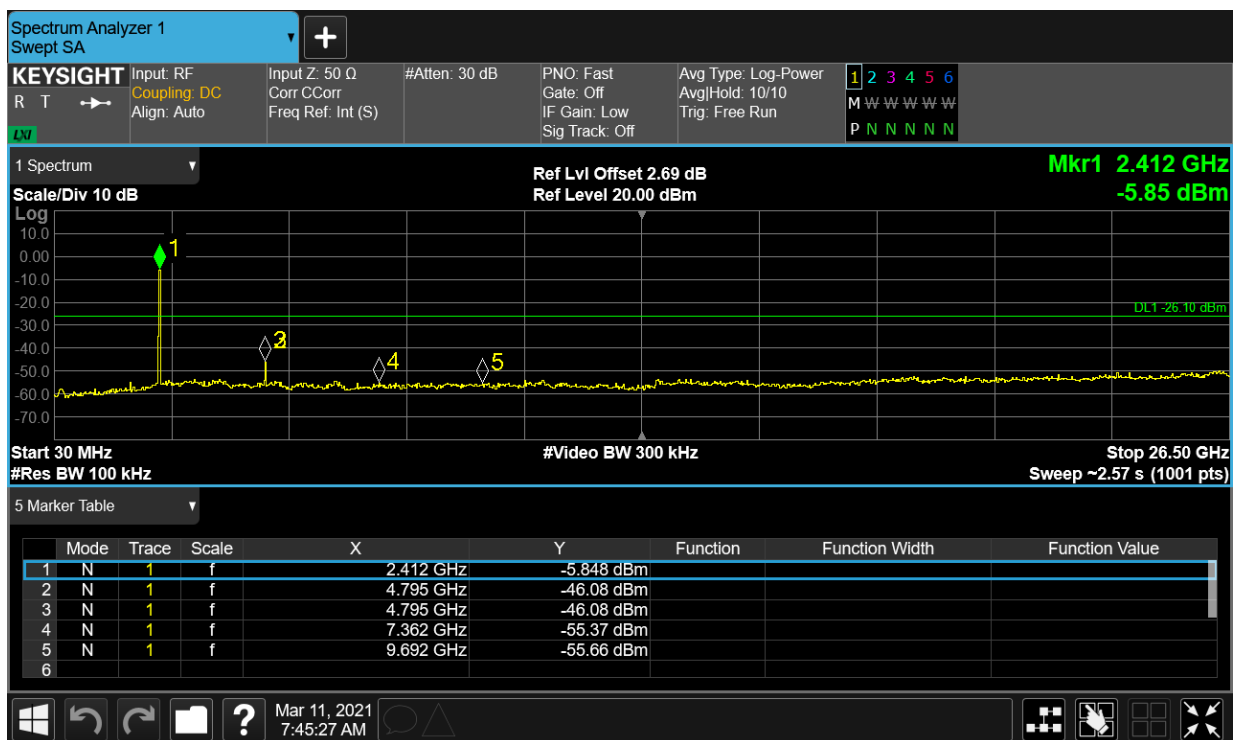 Spectrum Analyzer 1
Swept SA
+
KEYSIGHT
R T
LXI
Input: RF
Coupling: DC
Align: Auto
Input Z: 50 Ω
Corr CCorr
Freq Ref: Int (S)
#Atten: 30 dB
PNO: Fast
Gate: Off
IF Gain: Low
Sig Track: Off
Avg Type: Log-Power
Avg|Hold: 10/10
Trig: Free Run
1 2 3 4 5 6
M W W W W W
P N N N N N
1 Spectrum
Scale/Div 10 dB
Ref Lvl Offset 2.69 dB
Ref Level 20.00 dBm
Mkr1 2.412 GHz
-5.85 dBm
Log
10.0
0.00
-10.0
-20.0
-30.0
-40.0
-50.0
-60.0
-70.0
1
3
4
5
DL1 -26.10 dBm
Start 30 MHz
#Res BW 100 kHz
#Video BW 300 kHz
Stop 26.50 GHz
Sweep ~2.57 s (1001 pts)
5 Marker Table
Mode Trace Scale X Y Function Function Width Function Value
1 N 1 f 2.412 GHz -5.848 dBm
2 N 1 f 4.795 GHz -46.08 dBm
3 N 1 f 4.795 GHz -46.08 dBm
4 N 1 f 7.362 GHz -55.37 dBm
5 N 1 f 9.692 GHz -55.66 dBm
6
?
Mar 11, 2021
7:45:27 AM